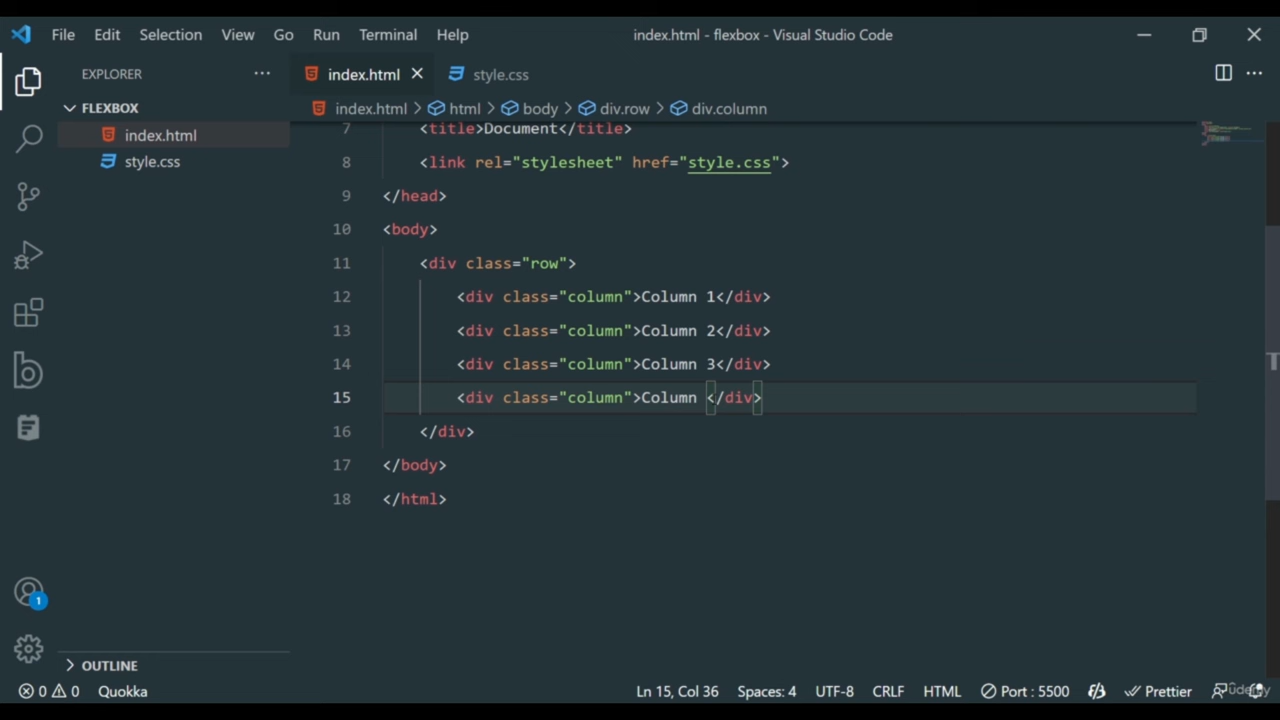 File Edit Selection View Go Run Terminal Help index.html - flexbox - Visual Studio Code
EXPLORER ... index.html style.css ...
FLEXBOX index.html > html > body > div.row > div.column
index.html
style.css
7 <title>Document</title>
8 <link rel="stylesheet" href="style.css">
9 </head>
10 <body>
11 <div class="row">
12 <div class="column">Column 1</div>
13 <div class="column">Column 2</div>
14 <div class="column">Column 3</div>
15 <div class="column">Column </div>
16 </div>
17 </body>
18 </html>
1
OUTLINE
0 0 Quokka Ln 15, Col 36 Spaces: 4 UTF-8 CRLF HTML Port : 5500 Prettier
ûdemy